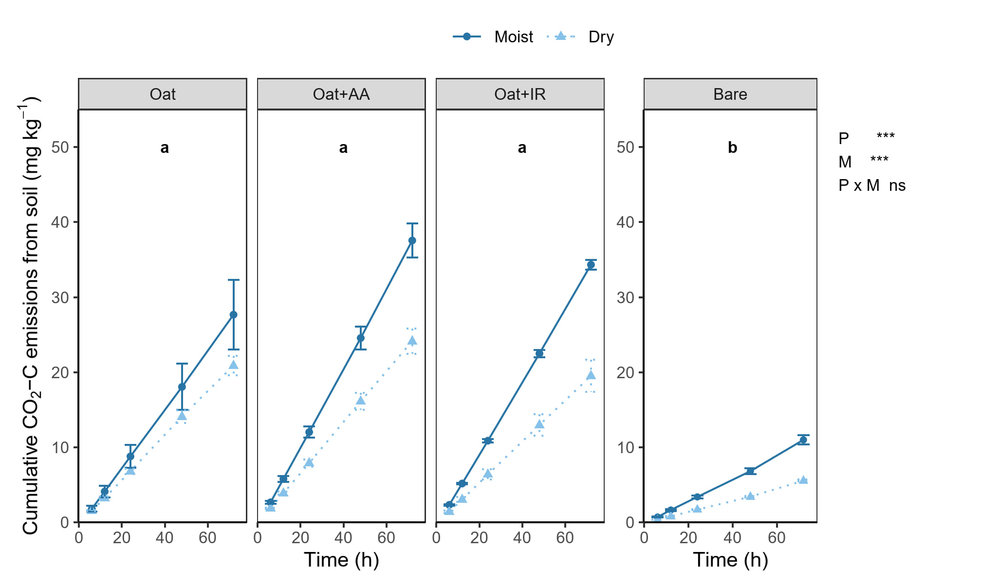 Moist Dry
Oat Oat+AA Oat+IR Bare
Cumulative CO₂−C emissions from soil (mg kg⁻¹)
50
40
30
20
10
0
a a a b
50
40
30
20
10
0
P ***
M ***
P x M ns
0 20 40 60 0 20 40 60 0 20 40 60 0 20 40 60
Time (h) Time (h)